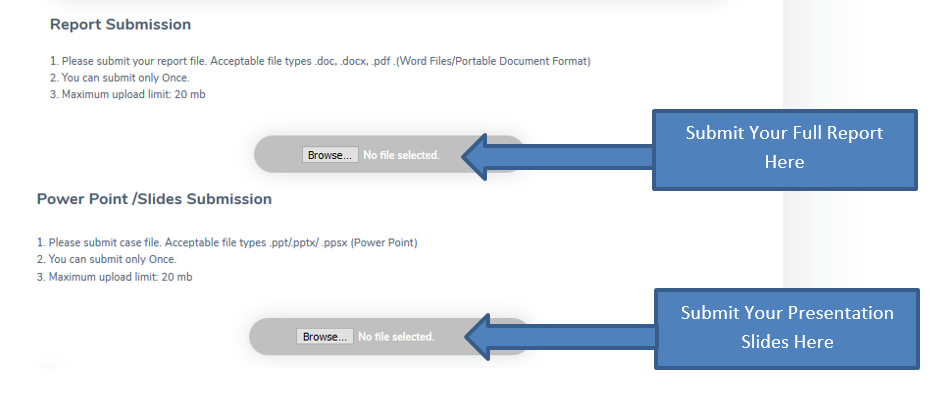 Report Submission
1. Please submit your report file. Acceptable file types .doc, .docx, .pdf .(Word Files/Portable Document Format)
2. You can submit only Once.
3. Maximum upload limit: 20 mb
Submit Your Full Report
Here
Browse... No file selected.
Power Point /Slides Submission
1. Please submit case file. Acceptable file types .ppt/.pptx/ .ppsx (Power Point)
2. You can submit only Once.
3. Maximum upload limit: 20 mb
Submit Your Presentation
Slides Here
Browse... No file selected.